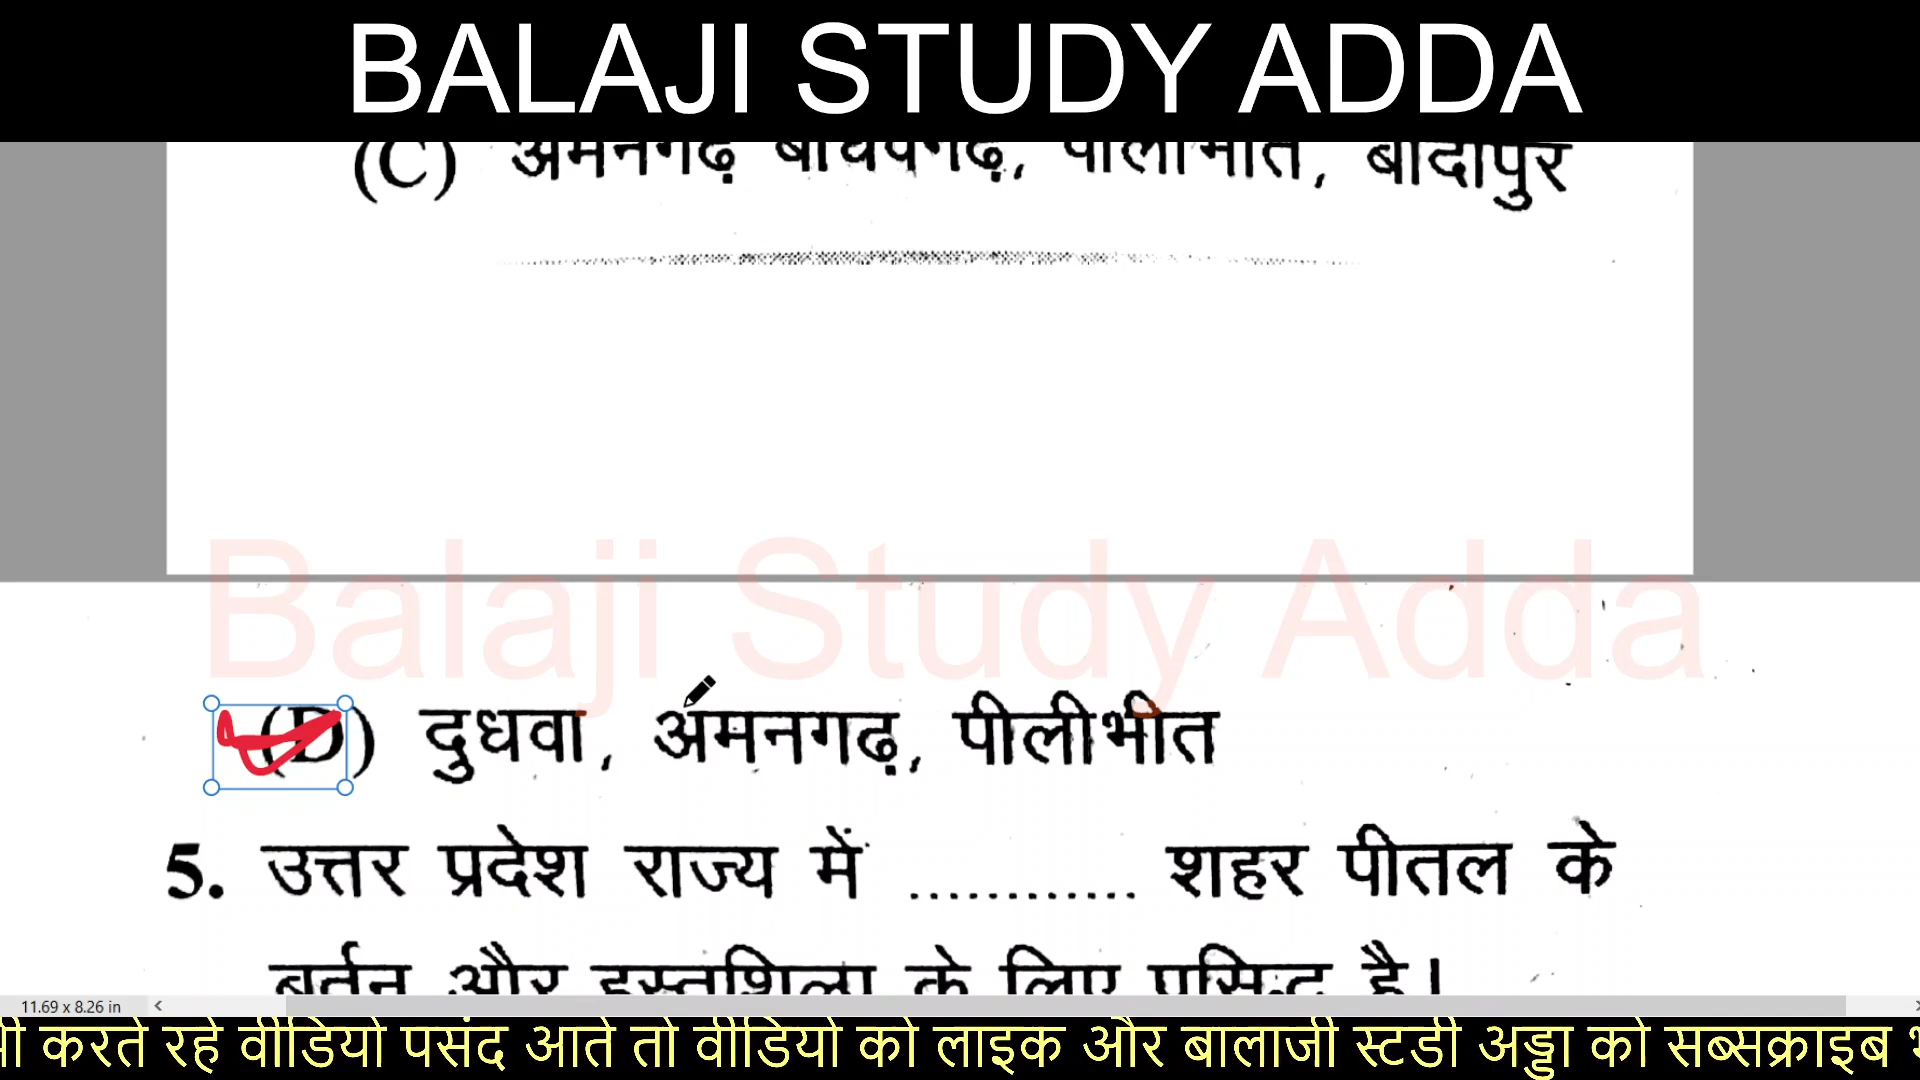 BALAJI STUDY ADDA
(C) अमनगढ़ बाघपगढ़, पीलीभीत, बांदीपुर
Balaji Study Adda
(D) दुधवा, अमनगढ़, पीलीभीत
5. उत्तर प्रदेश राज्य में ............ शहर पीतल के
बर्तन और हस्तशिल्प के लिए प्रसिद्ध है।
11.69 x 8.26 in
करते रहे वीडियो पसंद आते तो वीडियो को लाइक और बालाजी स्टडी अड्डा को सब्सक्राइब